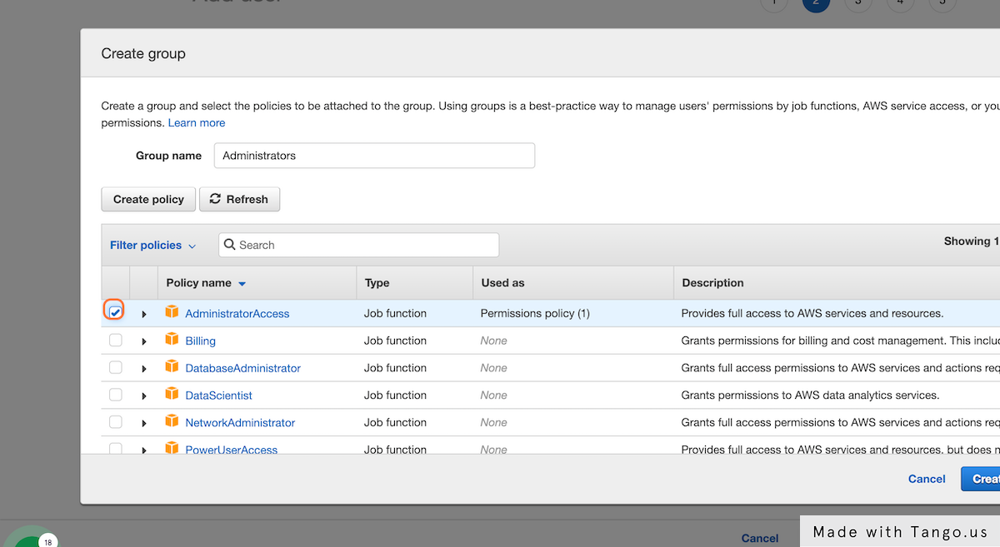 Add user
1 2 3 4 5
Create group
Create a group and select the policies to be attached to the group. Using groups is a best-practice way to manage users' permissions by job functions, AWS service access, or you
permissions. Learn more
Group name Administrators
Create policy Refresh
Filter policies Search Showing 1
Policy name Type Used as Description
AdministratorAccess Job function Permissions policy (1) Provides full access to AWS services and resources.
Billing Job function None Grants permissions for billing and cost management. This inclu
DatabaseAdministrator Job function None Grants full access permissions to AWS services and actions req
DataScientist Job function None Grants permissions to AWS data analytics services.
NetworkAdministrator Job function None Grants full access permissions to AWS services and actions req
PowerUserAccess Job function None Provides full access to AWS services and resources, but does n
Cancel Creat
Cancel
Made with Tango.us
18